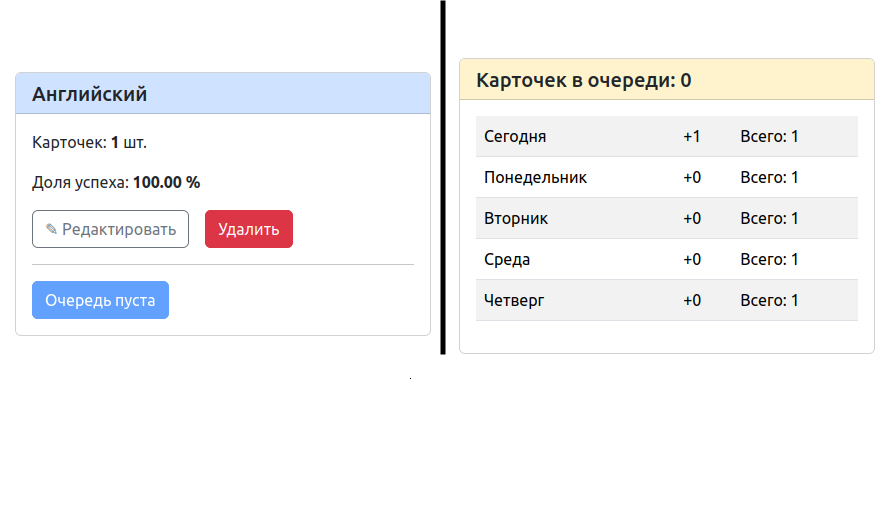 Английский
Карточек: 1 шт.
Доля успеха: 100.00 %
✎ Редактировать Удалить
Очередь пуста
Карточек в очереди: 0
Сегодня +1 Всего: 1
Понедельник +0 Всего: 1
Вторник +0 Всего: 1
Среда +0 Всего: 1
Четверг +0 Всего: 1